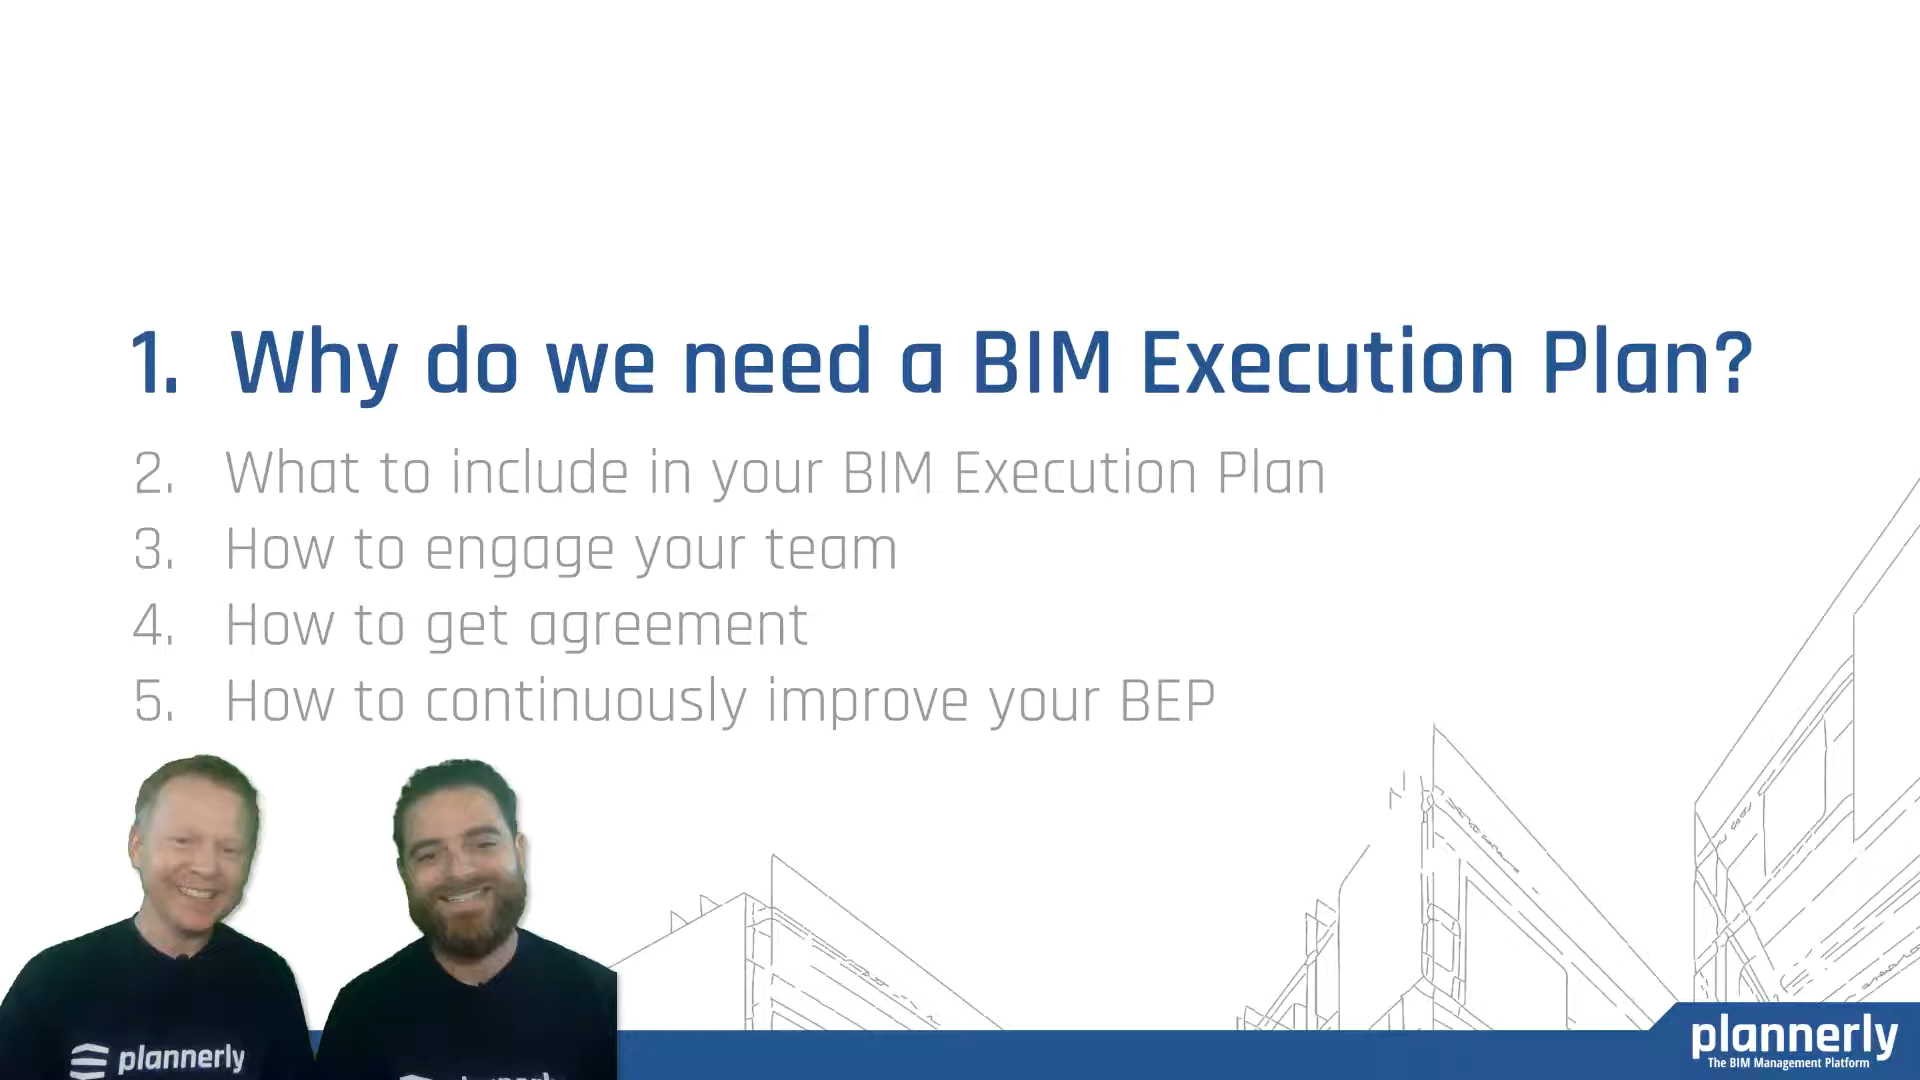 1. Why do we need a BIM Execution Plan?
2. What to include in your BIM Execution Plan
3. How to engage your team
4. How to get agreement
5. How to continuously improve your BEP
plannerly
plannerly
The BIM Management Platform